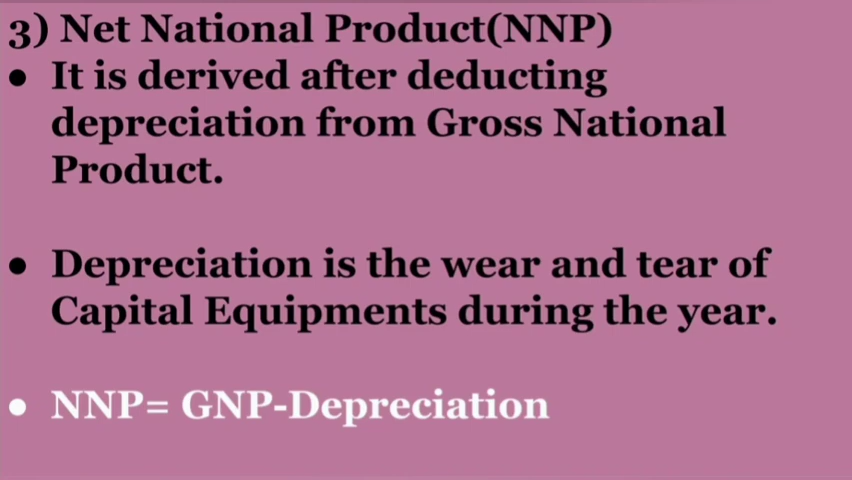 3) Net National Product(NNP)
● It is derived after deducting
depreciation from Gross National
Product.
● Depreciation is the wear and tear of
Capital Equipments during the year.
● NNP= GNP-Depreciation